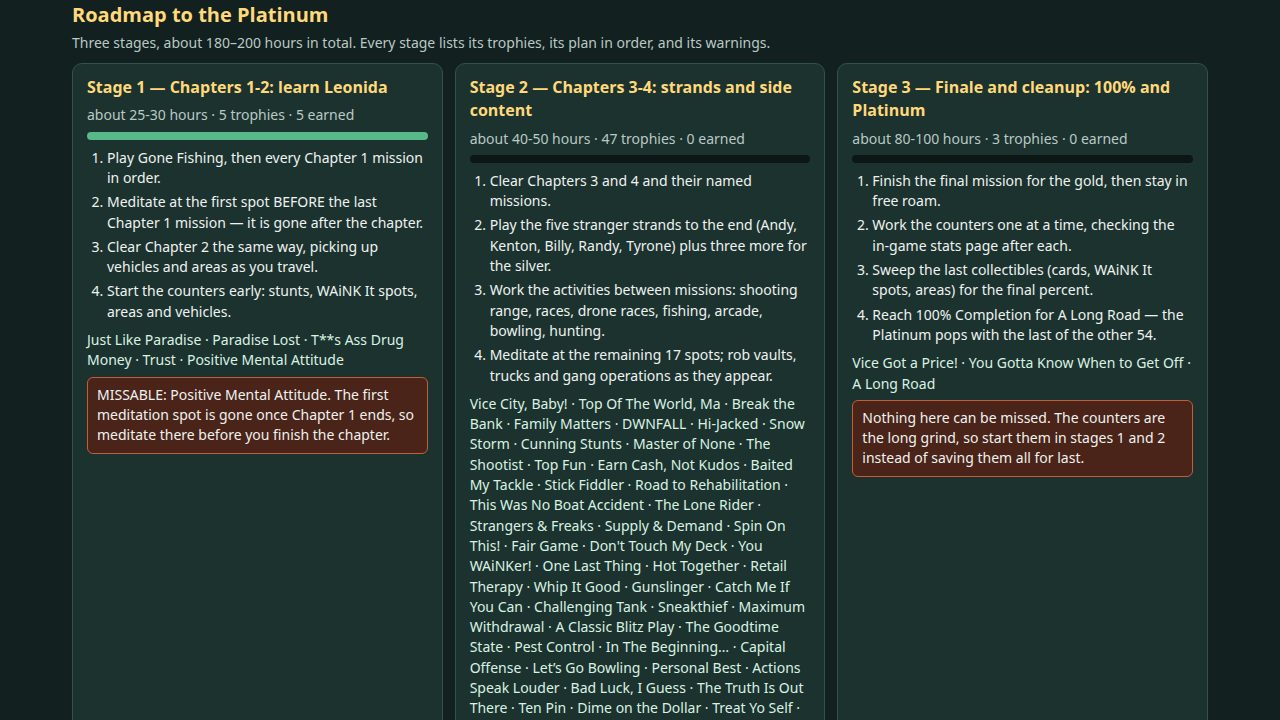 Roadmap to the Platinum
Three stages, about 180–200 hours in total. Every stage lists its trophies, its plan in order, and its warnings.
Stage 1 — Chapters 1-2: learn Leonida
about 25-30 hours · 5 trophies · 5 earned
1. Play Gone Fishing, then every Chapter 1 mission
in order.
2. Meditate at the first spot BEFORE the last
Chapter 1 mission — it is gone after the chapter.
3. Clear Chapter 2 the same way, picking up
vehicles and areas as you travel.
4. Start the counters early: stunts, WAiNK It spots,
areas and vehicles.
Just Like Paradise · Paradise Lost · T**s Ass Drug
Money · Trust · Positive Mental Attitude
MISSABLE: Positive Mental Attitude. The first
meditation spot is gone once Chapter 1 ends, so
meditate there before you finish the chapter.
Stage 2 — Chapters 3-4: strands and side
content
about 40-50 hours · 47 trophies · 0 earned
1. Clear Chapters 3 and 4 and their named
missions.
2. Play the five stranger strands to the end (Andy,
Kenton, Billy, Randy, Tyrone) plus three more for
the silver.
3. Work the activities between missions: shooting
range, races, drone races, fishing, arcade,
bowling, hunting.
4. Meditate at the remaining 17 spots; rob vaults,
trucks and gang operations as they appear.
Vice City, Baby! · Top Of The World, Ma · Break the
Bank · Family Matters · DWNFALL · Hi-Jacked · Snow
Storm · Cunning Stunts · Master of None · The
Shootist · Top Fun · Earn Cash, Not Kudos · Baited
My Tackle · Stick Fiddler · Road to Rehabilitation ·
This Was No Boat Accident · The Lone Rider ·
Strangers & Freaks · Supply & Demand · Spin On
This! · Fair Game · Don't Touch My Deck · You
WAiNKer! · One Last Thing · Hot Together · Retail
Therapy · Whip It Good · Gunslinger · Catch Me If
You Can · Challenging Tank · Sneakthief · Maximum
Withdrawal · A Classic Blitz Play · The Goodtime
State · Pest Control · In The Beginning... · Capital
Offense · Let's Go Bowling · Personal Best · Actions
Speak Louder · Bad Luck, I Guess · The Truth Is Out
There · Ten Pin · Dime on the Dollar · Treat Yo Self ·
Stage 3 — Finale and cleanup: 100% and
Platinum
about 80-100 hours · 3 trophies · 0 earned
1. Finish the final mission for the gold, then stay in
free roam.
2. Work the counters one at a time, checking the
in-game stats page after each.
3. Sweep the last collectibles (cards, WAiNK It
spots, areas) for the final percent.
4. Reach 100% Completion for A Long Road — the
Platinum pops with the last of the other 54.
Vice Got a Price! · You Gotta Know When to Get Off ·
A Long Road
Nothing here can be missed. The counters are
the long grind, so start them in stages 1 and 2
instead of saving them all for last.